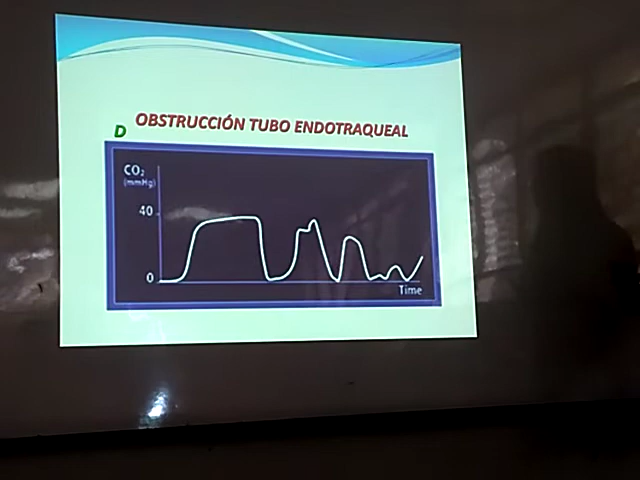 OBSTRUCCIÓN TUBO ENDOTRAQUEAL
D
CO₂
(mmHg)
40
0
Time